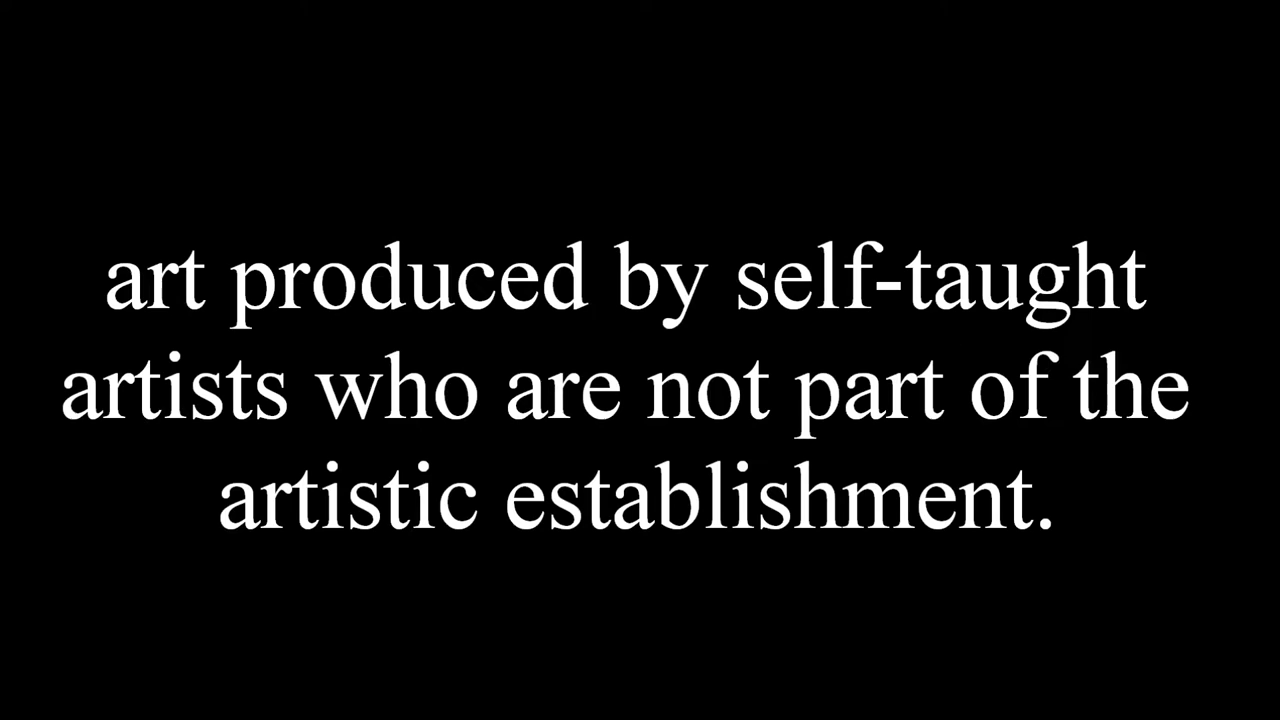 art produced by self-taught
artists who are not part of the
artistic establishment.